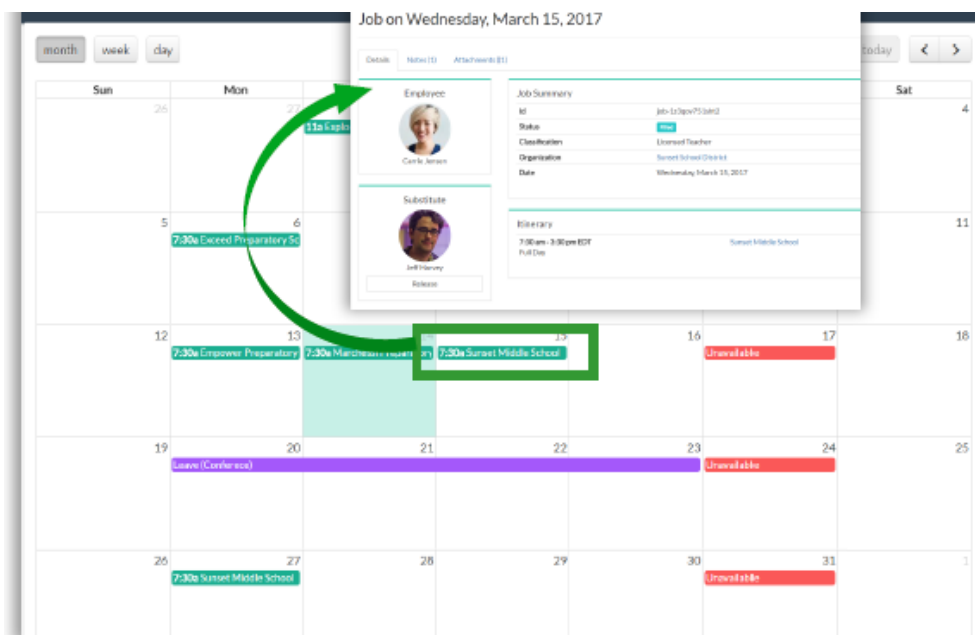 Job on Wednesday, March 15, 2017
month week day
today
Details Notes (1) Attachments
Employee
Carrie Jensen
Job Summary
Id
Status Filled
Classification Licensed Teacher
Organization Sunset School District
Date Wednesday March 15, 2017
Substitute
Jeff Harvey
Release
Itinerary
7:30 am - 3:30 pm EDT Sunset Middle School
Full Day
Sun Mon Sat
26 27 4
11a
5 6 11
7:30a Exceed Preparatory Sc
12 13 15 16 17 18
7:30a Empower Preparatory 7:30a 7:30a Sunset Middle School Unavailable
19 20 21 22 23 24 25
Leave (Conferece) Unavailable
26 27 28 29 30 31 1
7:30a Sunset Middle School Unavailable